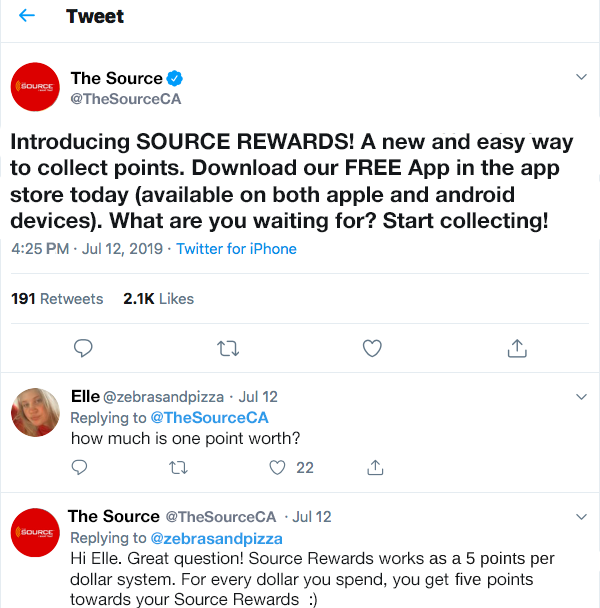 Tweet
The Source
@TheSourceCA
SOURCE
Introducing SOURCE REWARDS! A new and easy way
to collect points. Download our FREE App in the app
store today (available on both apple and android
devices). What are you waiting for? Start collecting!
4:25 PM · Jul 12, 2019 · Twitter for iPhone
191 Retweets 2.1K Likes
Elle @zebrasandpizza · Jul 12
Replying to @TheSourceCA
how much is one point worth?
22
The Source @TheSourceCA · Jul 12
SOURCE
Replying to @zebrasandpizza
Hi Elle. Great question! Source Rewards works as a 5 points per
dollar system. For every dollar you spend, you get five points
towards your Source Rewards :)